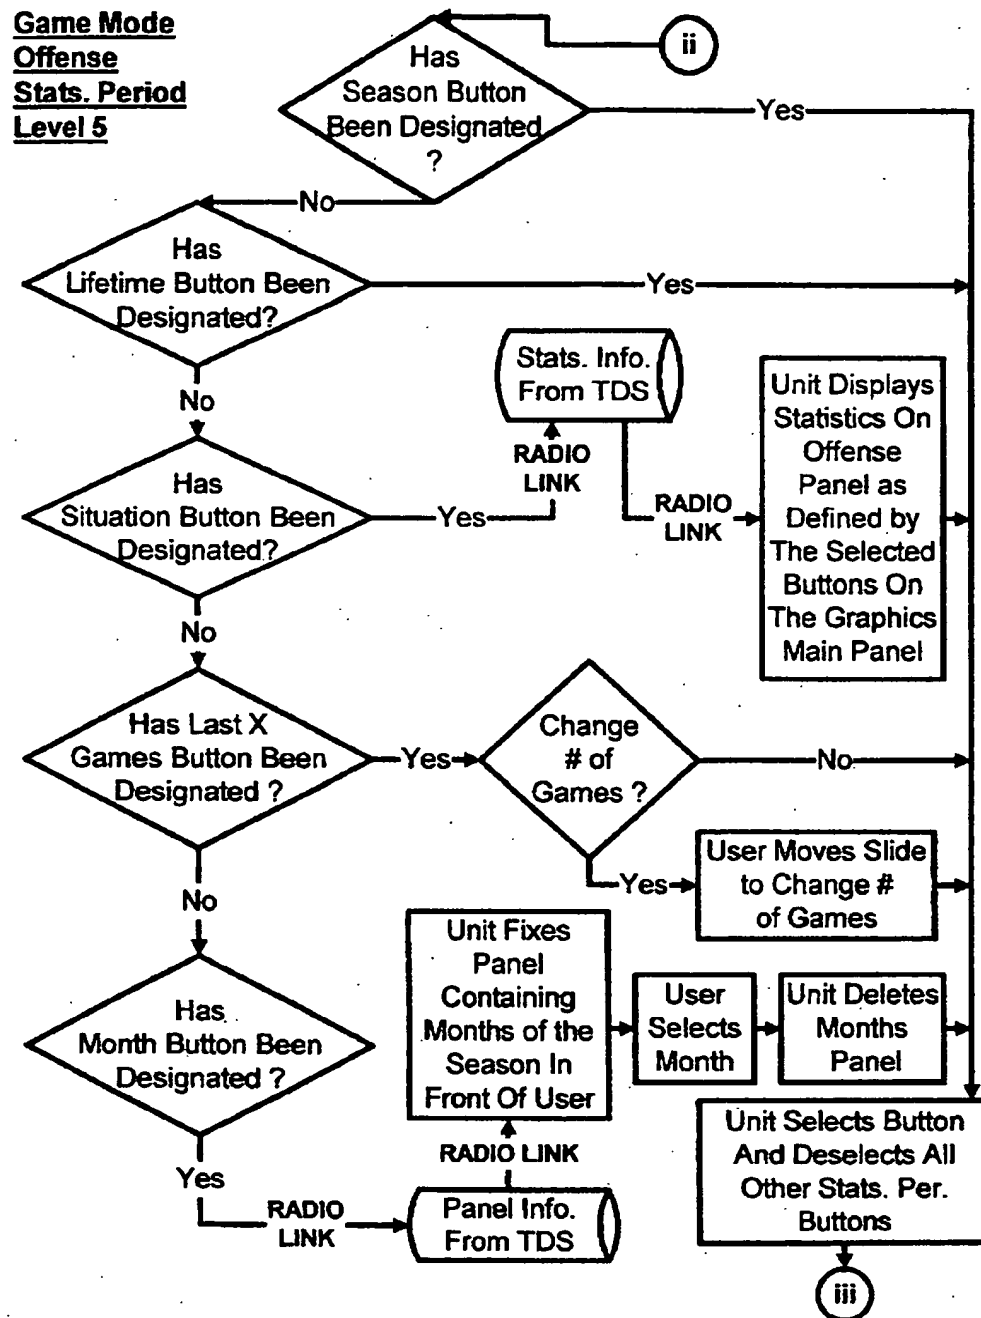 Game Mode
Offense
Stats. Period
Level 5
ii
Has
Season Button
Been Designated
?
Yes
No
Has
Lifetime Button Been
Designated?
Yes
No
Stats. Info.
From TDS
RADIO
LINK
RADIO
LINK
Unit Displays
Statistics On
Offense
Panel as
Defined by
The Selected
Buttons On
The Graphics
Main Panel
Has
Situation Button Been
Designated?
Yes
No
Has Last X
Games Button Been
Designated ?
Yes
Change
# of
Games ?
No
Yes
User Moves Slide
to Change #
of Games
No
Has
Month Button Been
Designated ?
Yes
RADIO
LINK
Panel Info.
From TDS
RADIO LINK
Unit Fixes
Panel
Containing
Months of the
Season In
Front Of User
User
Selects
Month
Unit Deletes
Months
Panel
Unit Selects Button
And Deselects All
Other Stats. Per.
Buttons
iii